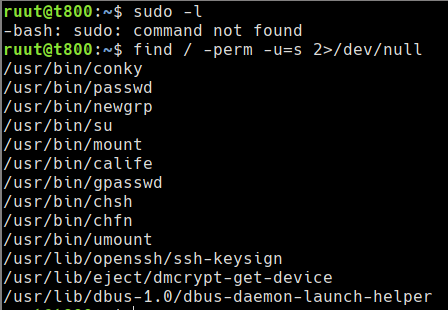 ruut@t800:~$ sudo -l
-bash: sudo: command not found
ruut@t800:~$ find / -perm -u=s 2>/dev/null
/usr/bin/conky
/usr/bin/passwd
/usr/bin/newgrp
/usr/bin/su
/usr/bin/mount
/usr/bin/calife
/usr/bin/gpasswd
/usr/bin/chsh
/usr/bin/chfn
/usr/bin/umount
/usr/lib/openssh/ssh-keysign
/usr/lib/eject/dmcrypt-get-device
/usr/lib/dbus-1.0/dbus-daemon-launch-helper